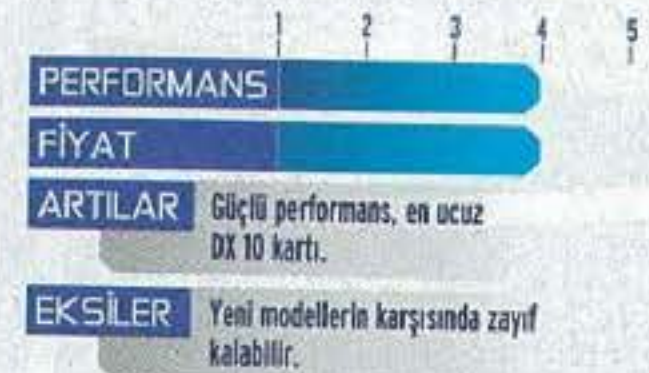 1 2 3 4 5
PERFORMANS
FİYAT
ARTILAR Güçlü performans, en ucuz
DX 10 kartı.
EKSİLER Yeni modellerin karşısında zayıf
kalabilir.